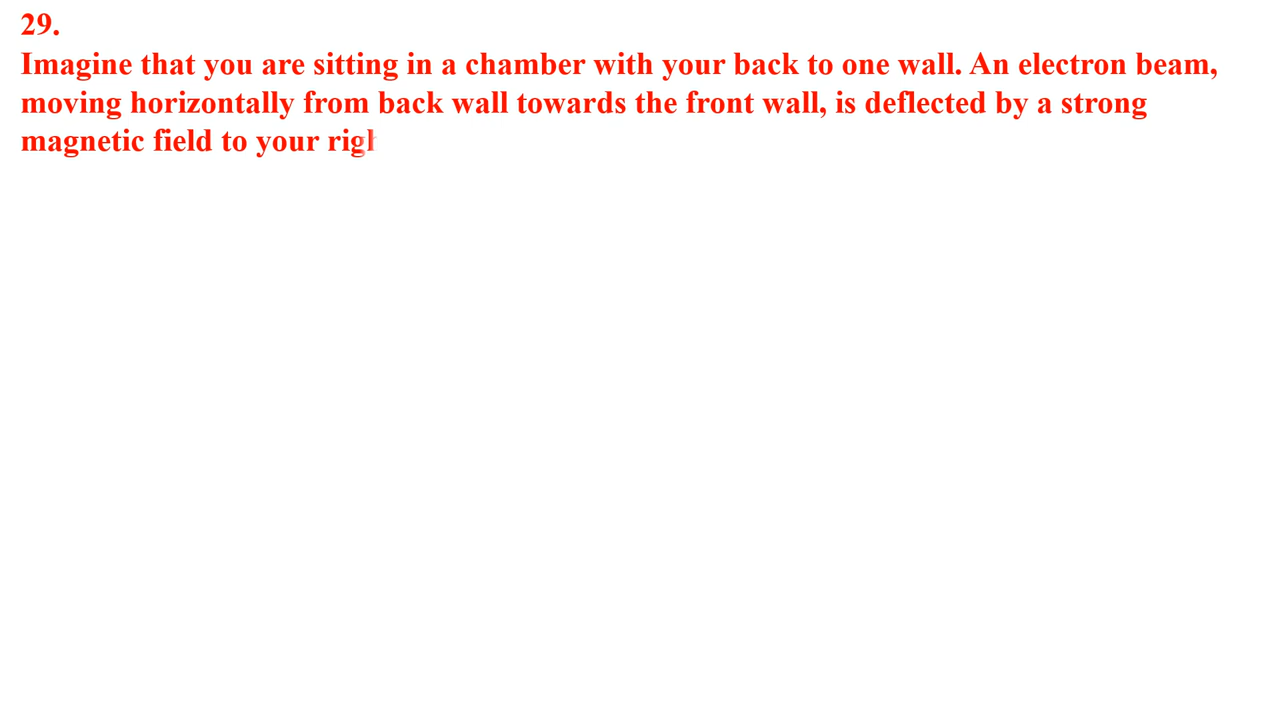 29.
Imagine that you are sitting in a chamber with your back to one wall. An electron beam,
moving horizontally from back wall towards the front wall, is deflected by a strong
magnetic field to your righ